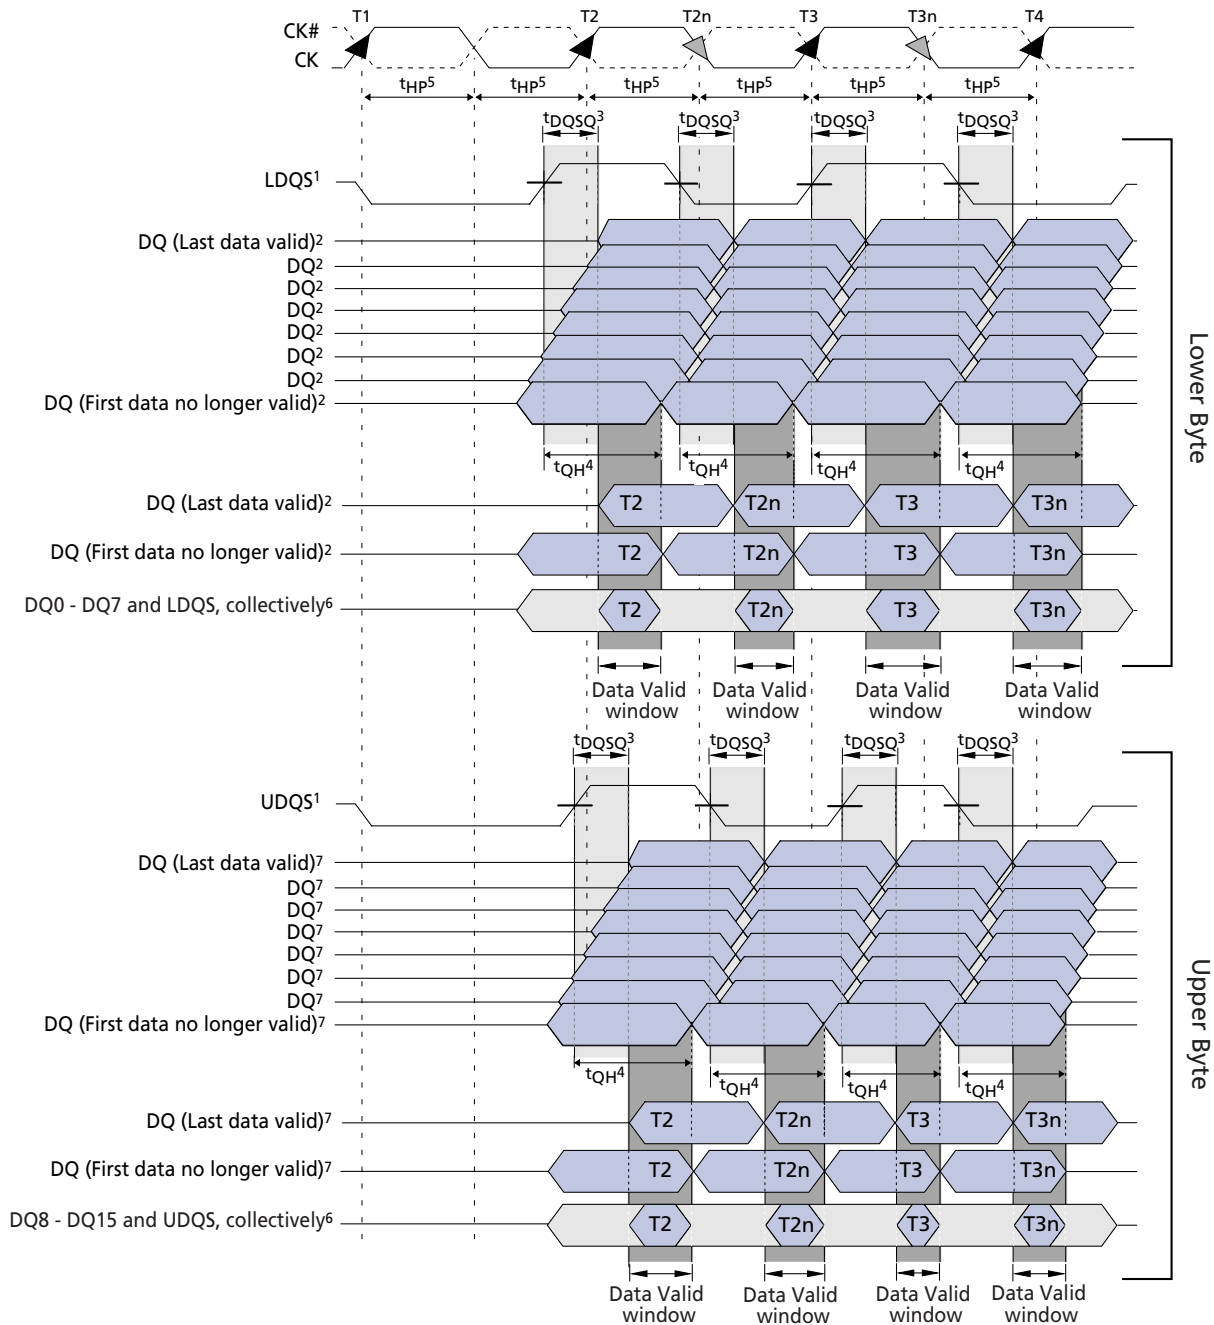 T1 T2 T2n T3 T3n T4
CK#
CK
tHP5 tHP5 tHP5 tHP5 tHP5 tHP5
tDQSQ3 tDQSQ3 tDQSQ3 tDQSQ3
LDQS1
DQ (Last data valid)2
DQ2
DQ2
DQ2
DQ2
DQ2
DQ2
DQ (First data no longer valid)2
tQH4 tQH4 tQH4 tQH4
DQ (Last data valid)2 T2 T2n T3 T3n
DQ (First data no longer valid)2 T2 T2n T3 T3n
DQ0 - DQ7 and LDQS, collectively6 T2 T2n T3 T3n
Data Valid window Data Valid window Data Valid window Data Valid window
Lower Byte
tDQSQ3 tDQSQ3 tDQSQ3 tDQSQ3
UDQS1
DQ (Last data valid)7
DQ7
DQ7
DQ7
DQ7
DQ7
DQ7
DQ (First data no longer valid)7
tQH4 tQH4 tQH4 tQH4
DQ (Last data valid)7 T2 T2n T3 T3n
DQ (First data no longer valid)7 T2 T2n T3 T3n
DQ8 - DQ15 and UDQS, collectively6 T2 T2n T3 T3n
Data Valid window Data Valid window Data Valid window Data Valid window
Upper Byte